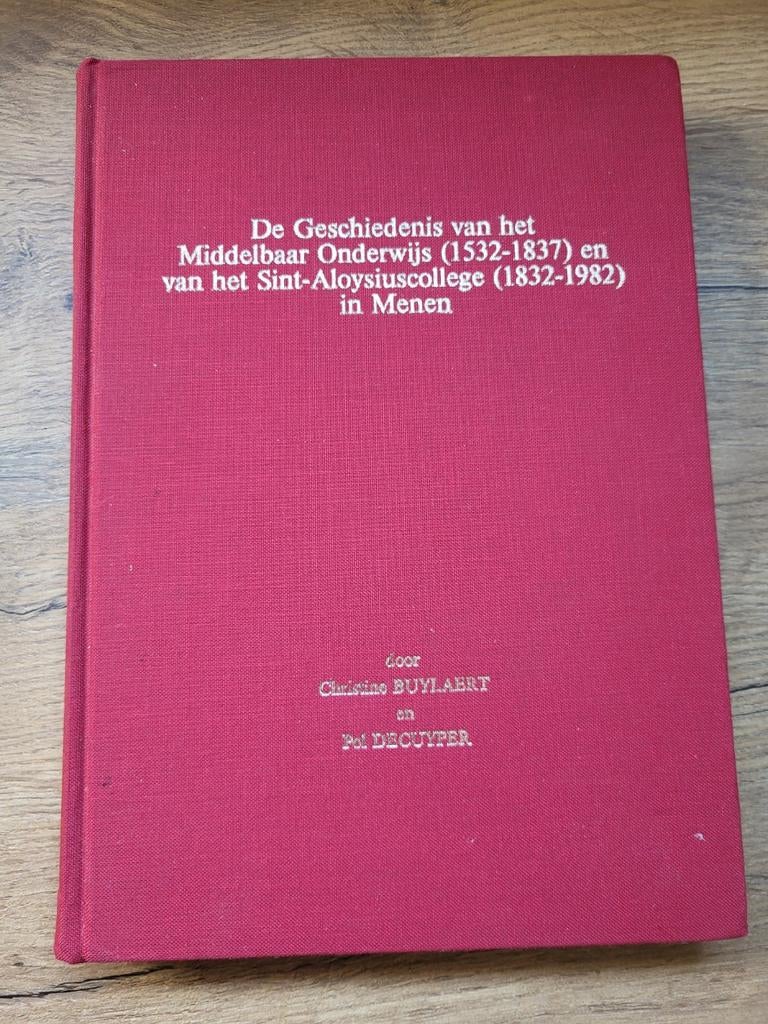 De Geschiedenis van het
Middelbaar Onderwijs (1532-1837) en
van het Sint-Aloysiuscollege (1832-1982)
in Menen
door
Christine BUYLAERT
en
Pol DECUYPER